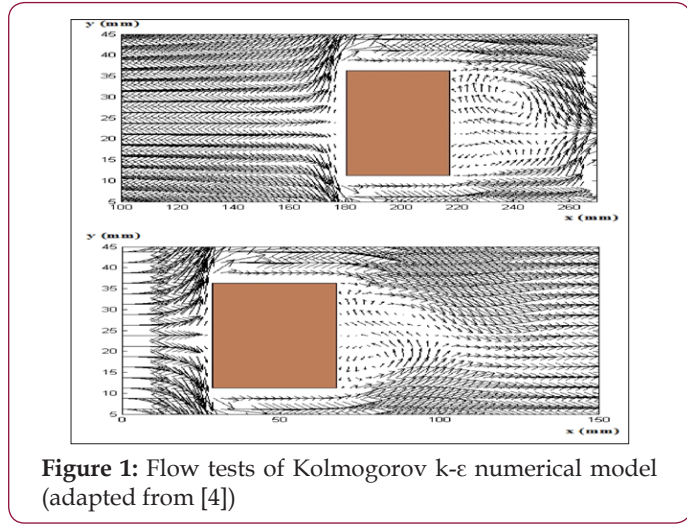 y (mm)
45
40
35
30
25
20
15
10
5
100 120 140 160 180 200 220 240 260
x (mm)
y (mm)
45
40
35
30
25
20
15
10
5
0 50 100 150
x (mm)
Figure 1: Flow tests of Kolmogorov k-ε numerical model
(adapted from [4])